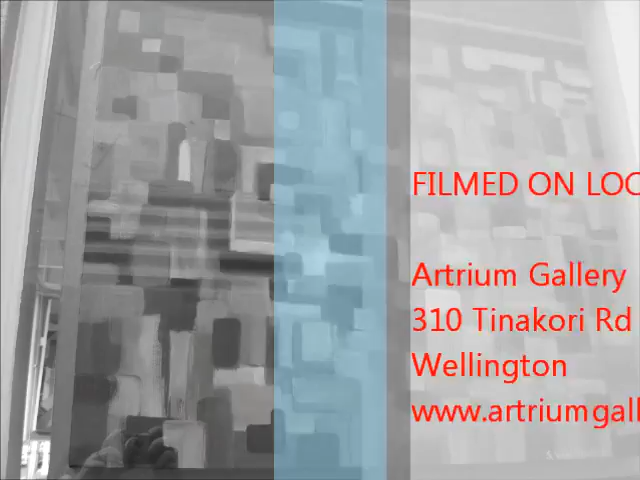 FILMED ON LOC
Artrium Gallery
310 Tinakori Rd
Wellington
www.artriumgall